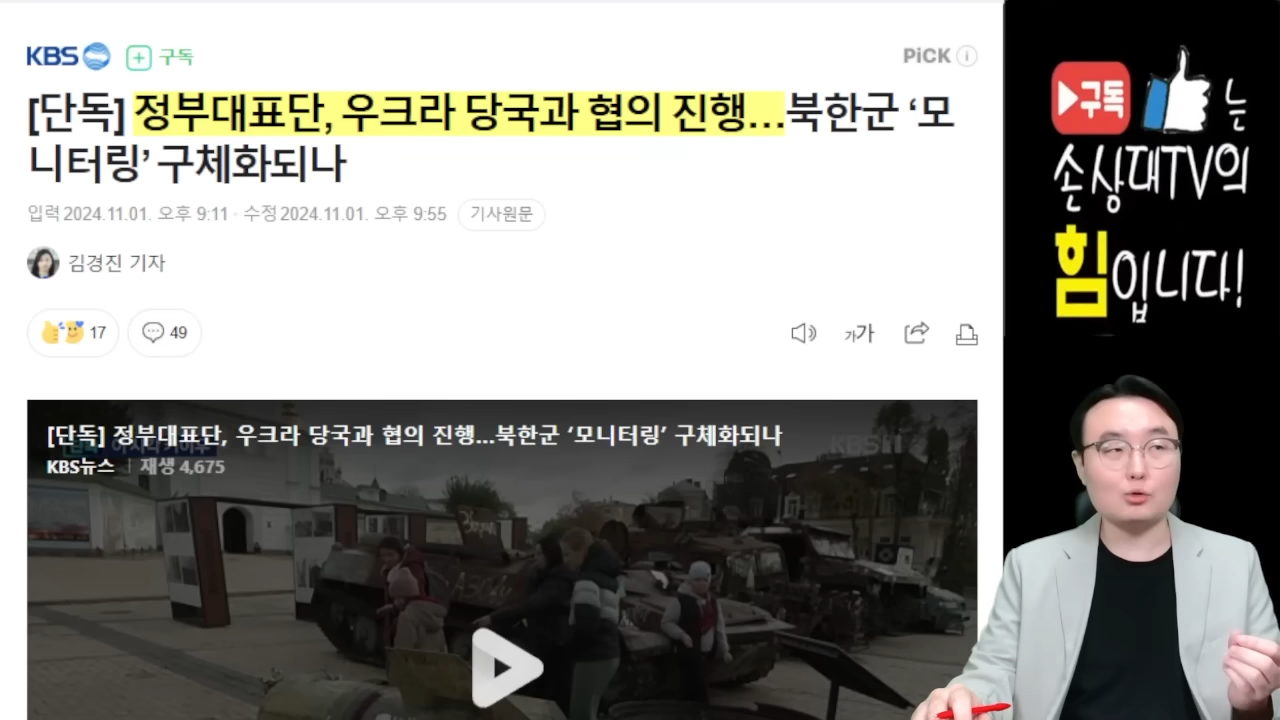 KBS
구독
PiCK
[단독] 정부대표단, 우크라 당국과 협의 진행...북한군 ‘모
니터링’ 구체화되나
입력 2024.11.01. 오후 9:11 · 수정 2024.11.01. 오후 9:55
기사원문
김경진 기자
17
49
가가
[단독] 정부대표단, 우크라 당국과 협의 진행...북한군 ‘모니터링’ 구체화되나
KBS뉴스 | 재생 4,675
KBS
구독
는
손상대TV의
힘입니다!